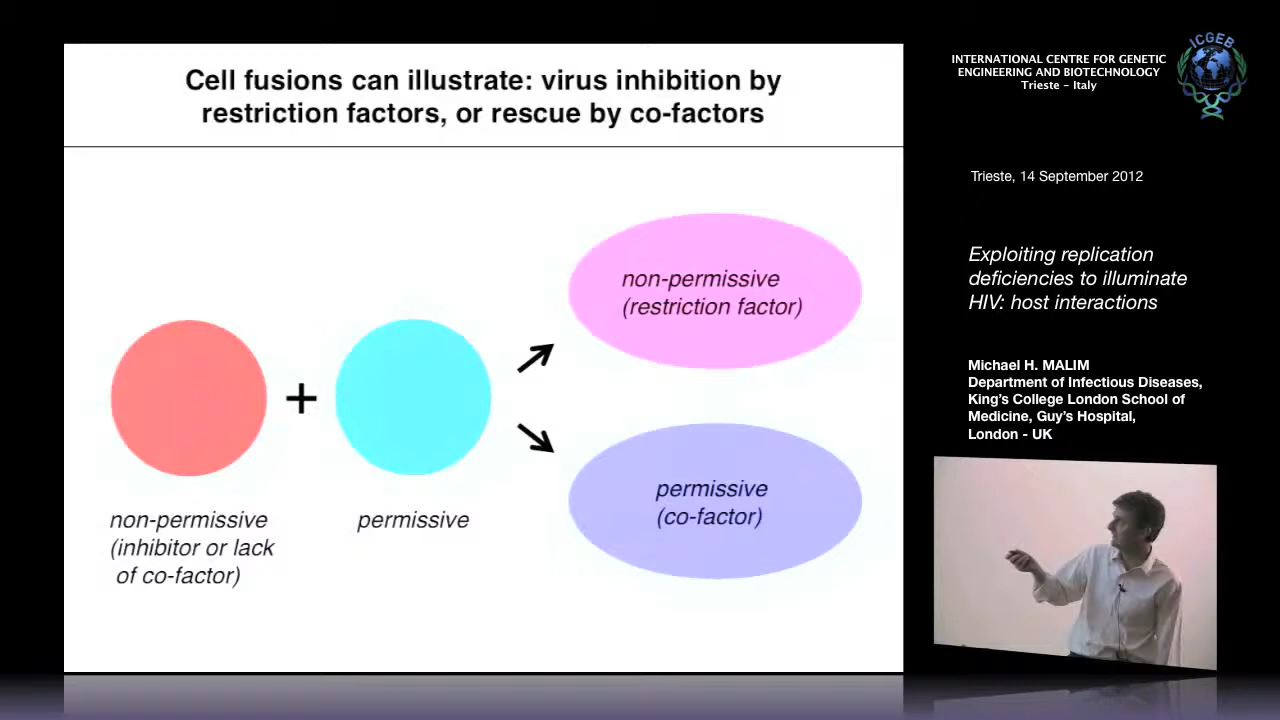 Cell fusions can illustrate: virus inhibition by
restriction factors, or rescue by co-factors
non-permissive
(restriction factor)
+
permissive
(co-factor)
non-permissive
(inhibitor or lack
of co-factor)
permissive
INTERNATIONAL CENTRE FOR GENETIC
ENGINEERING AND BIOTECHNOLOGY
Trieste – Italy
ICGEB
Trieste, 14 September 2012
Exploiting replication
deficiencies to illuminate
HIV: host interactions
Michael H. MALIM
Department of Infectious Diseases,
King's College London School of
Medicine, Guy's Hospital,
London - UK